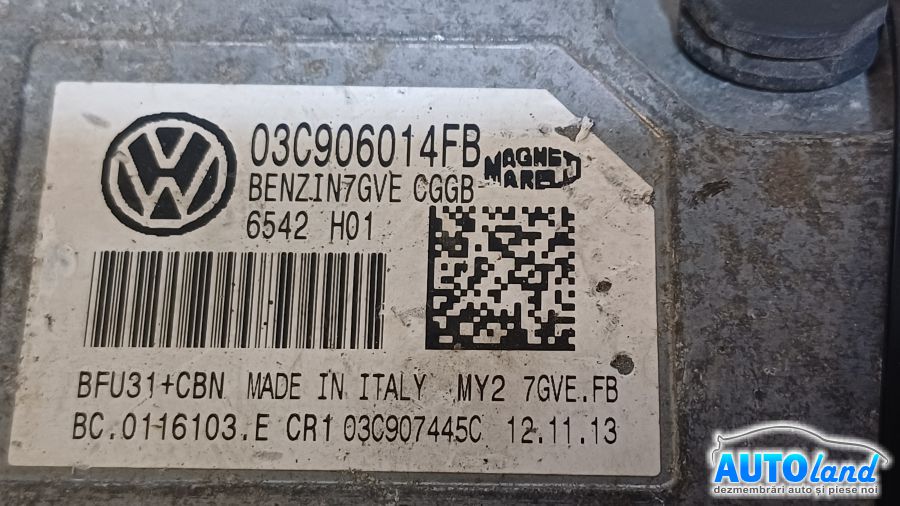 03C906014FB
MAGNETI
MARELLI
BENZIN7GVE CGGB
6542 H01
BFU31+CBN MADE IN ITALY MY2 7GVE.FB
BC.0116103.E CR1 03C907445C 12.11.13
AUTOland
dezmembrări auto și piese noi